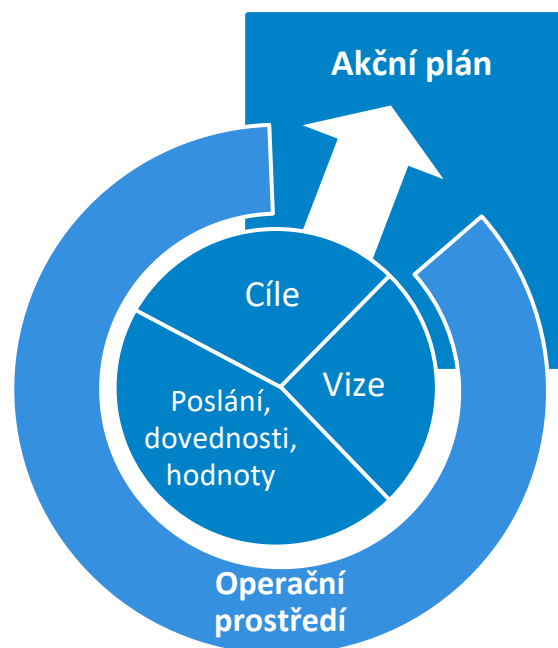 Akční plán
Cíle
Vize
Poslání,
dovednosti,
hodnoty
Operační
prostředí